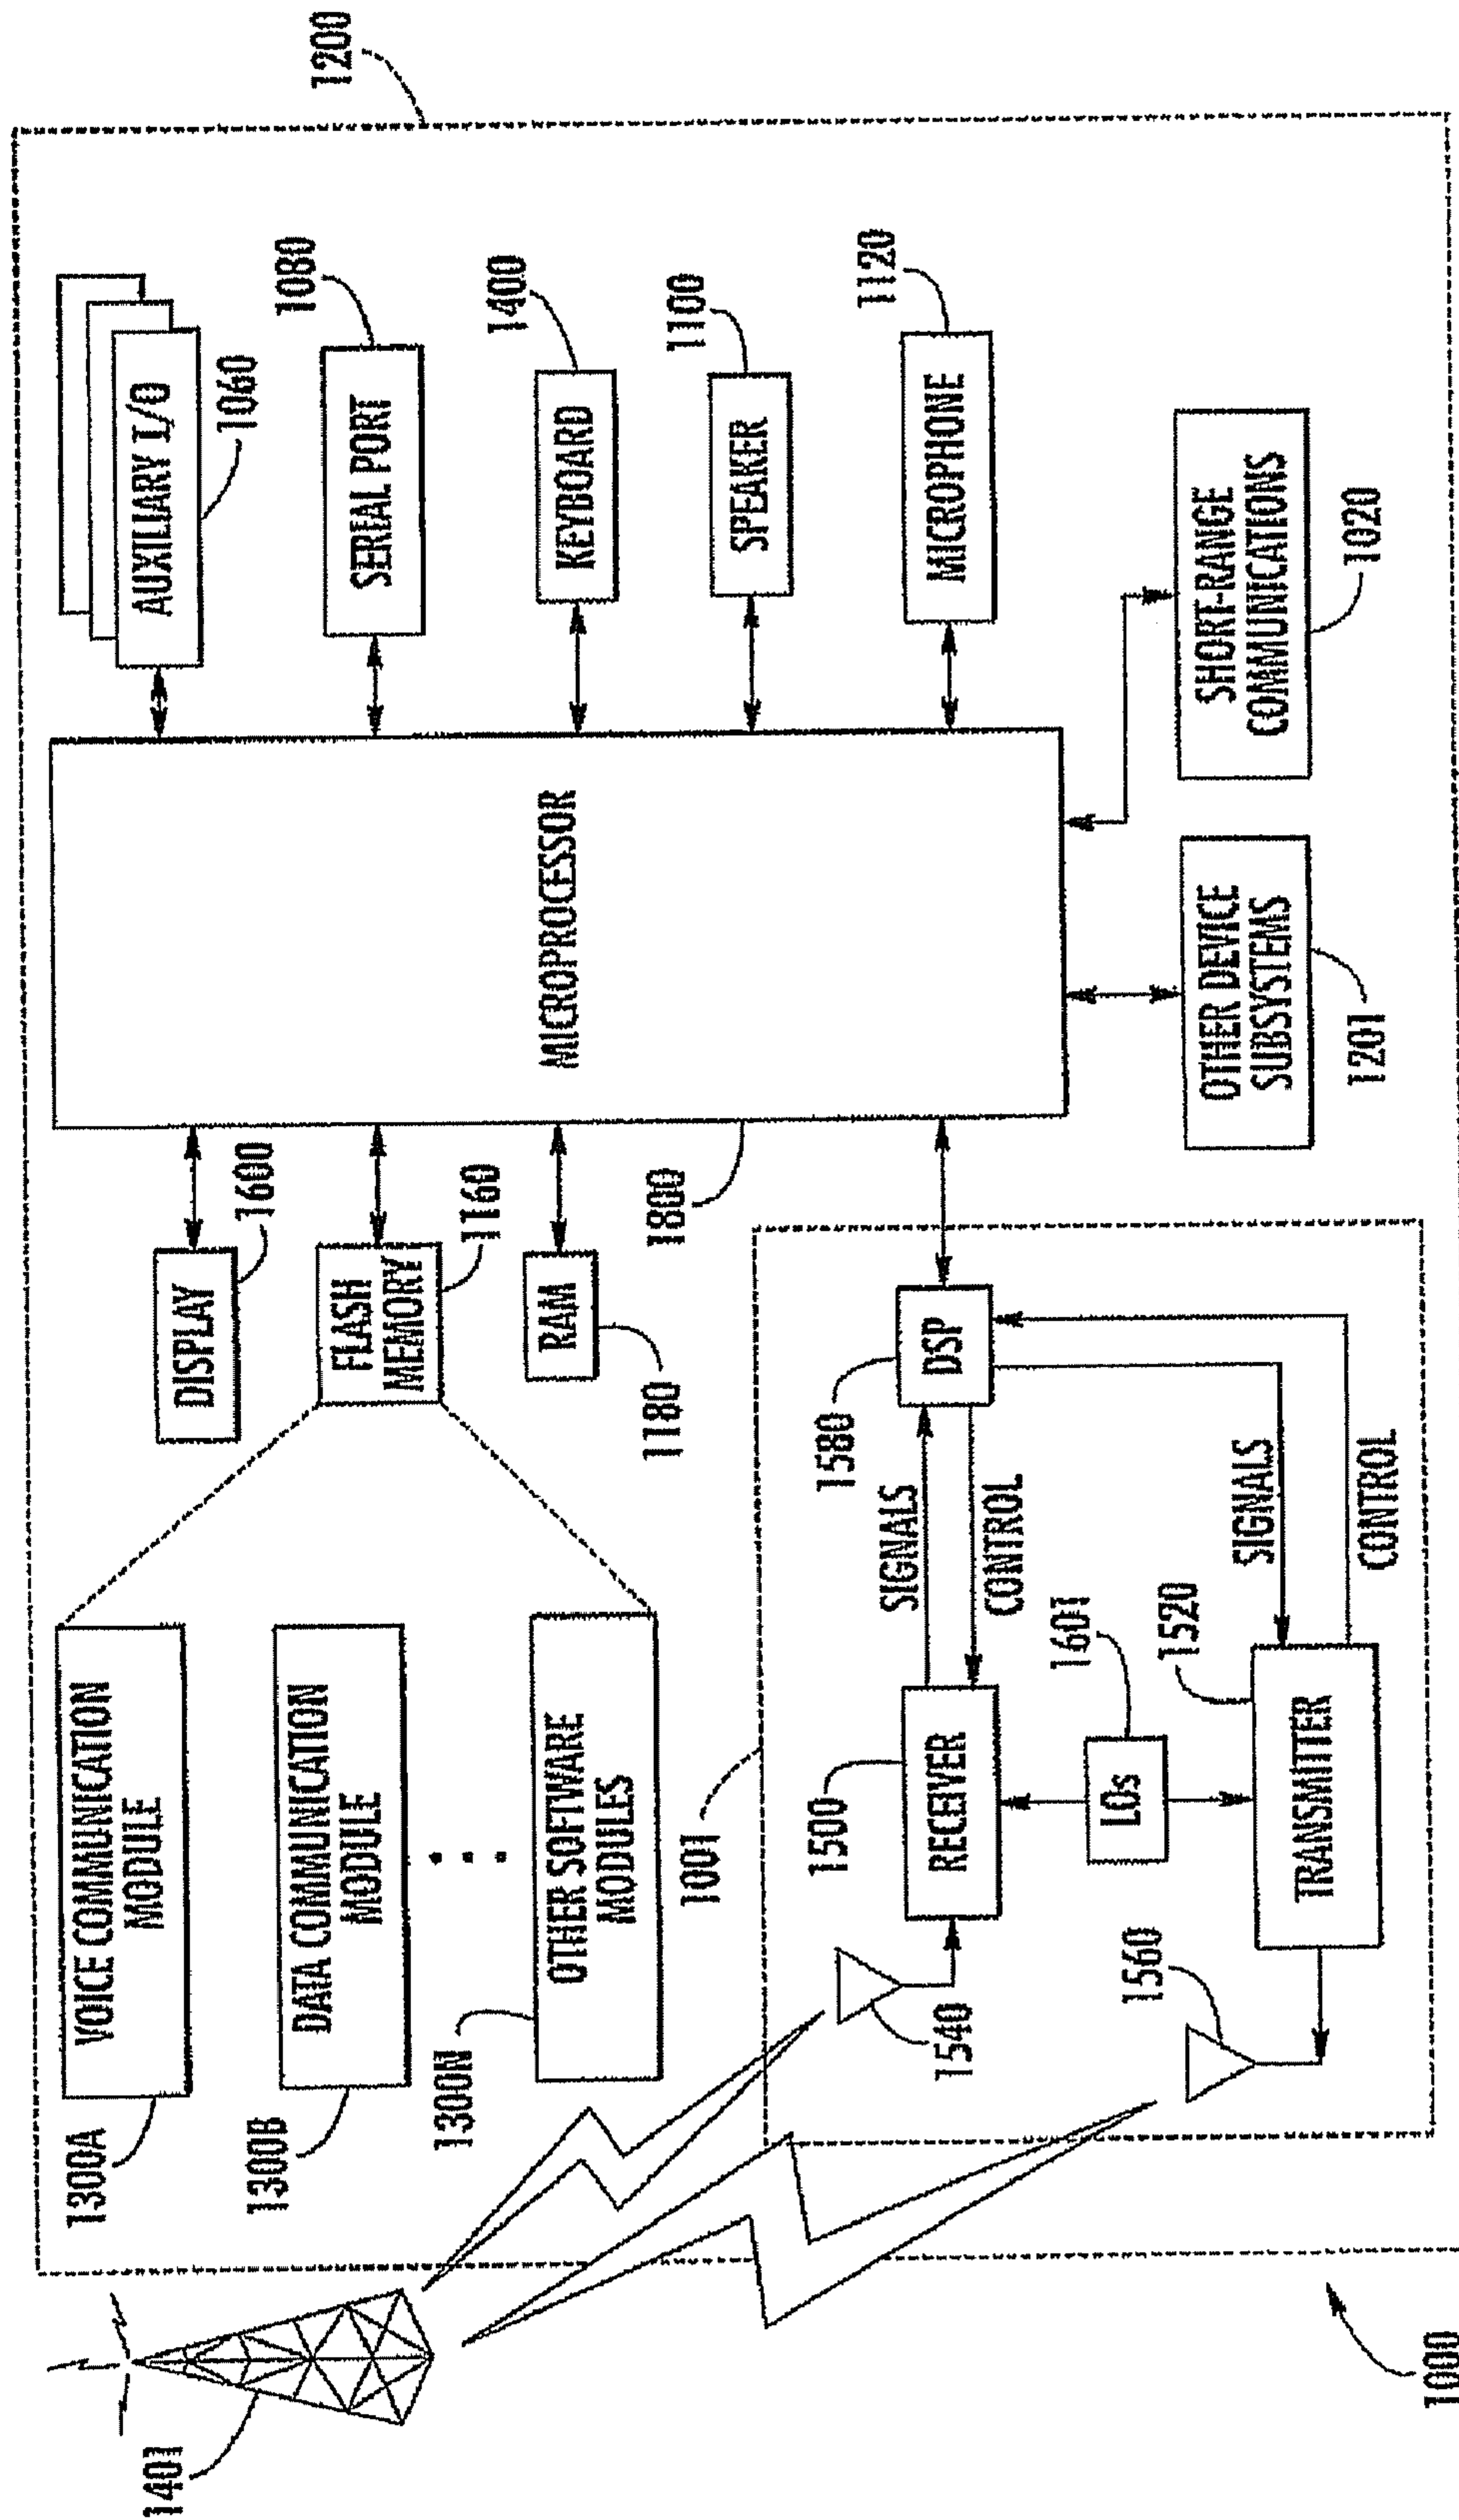 1401
1300A
VOICE COMMUNICATION
MODULE
1300B
DATA COMMUNICATION
MODULE
1300N
OTHER SOFTWARE
MODULES
DISPLAY
1600
FLASH
MEMORY
1160
RAM
1180
MICROPROCESSOR
1800
AUXILIARY I/O
1060
SERIAL PORT
1080
KEYBOARD
1400
SPEAKER
1100
MICROPHONE
1120
1200
SHORT-RANGE
COMMUNICATIONS
1020
OTHER DEVICE
SUBSYSTEMS
1201
1001
1540
RECEIVER
1500
SIGNALS
CONTROL
DSP
1580
LOs
1601
1560
TRANSMITTER
1520
SIGNALS
CONTROL
1000